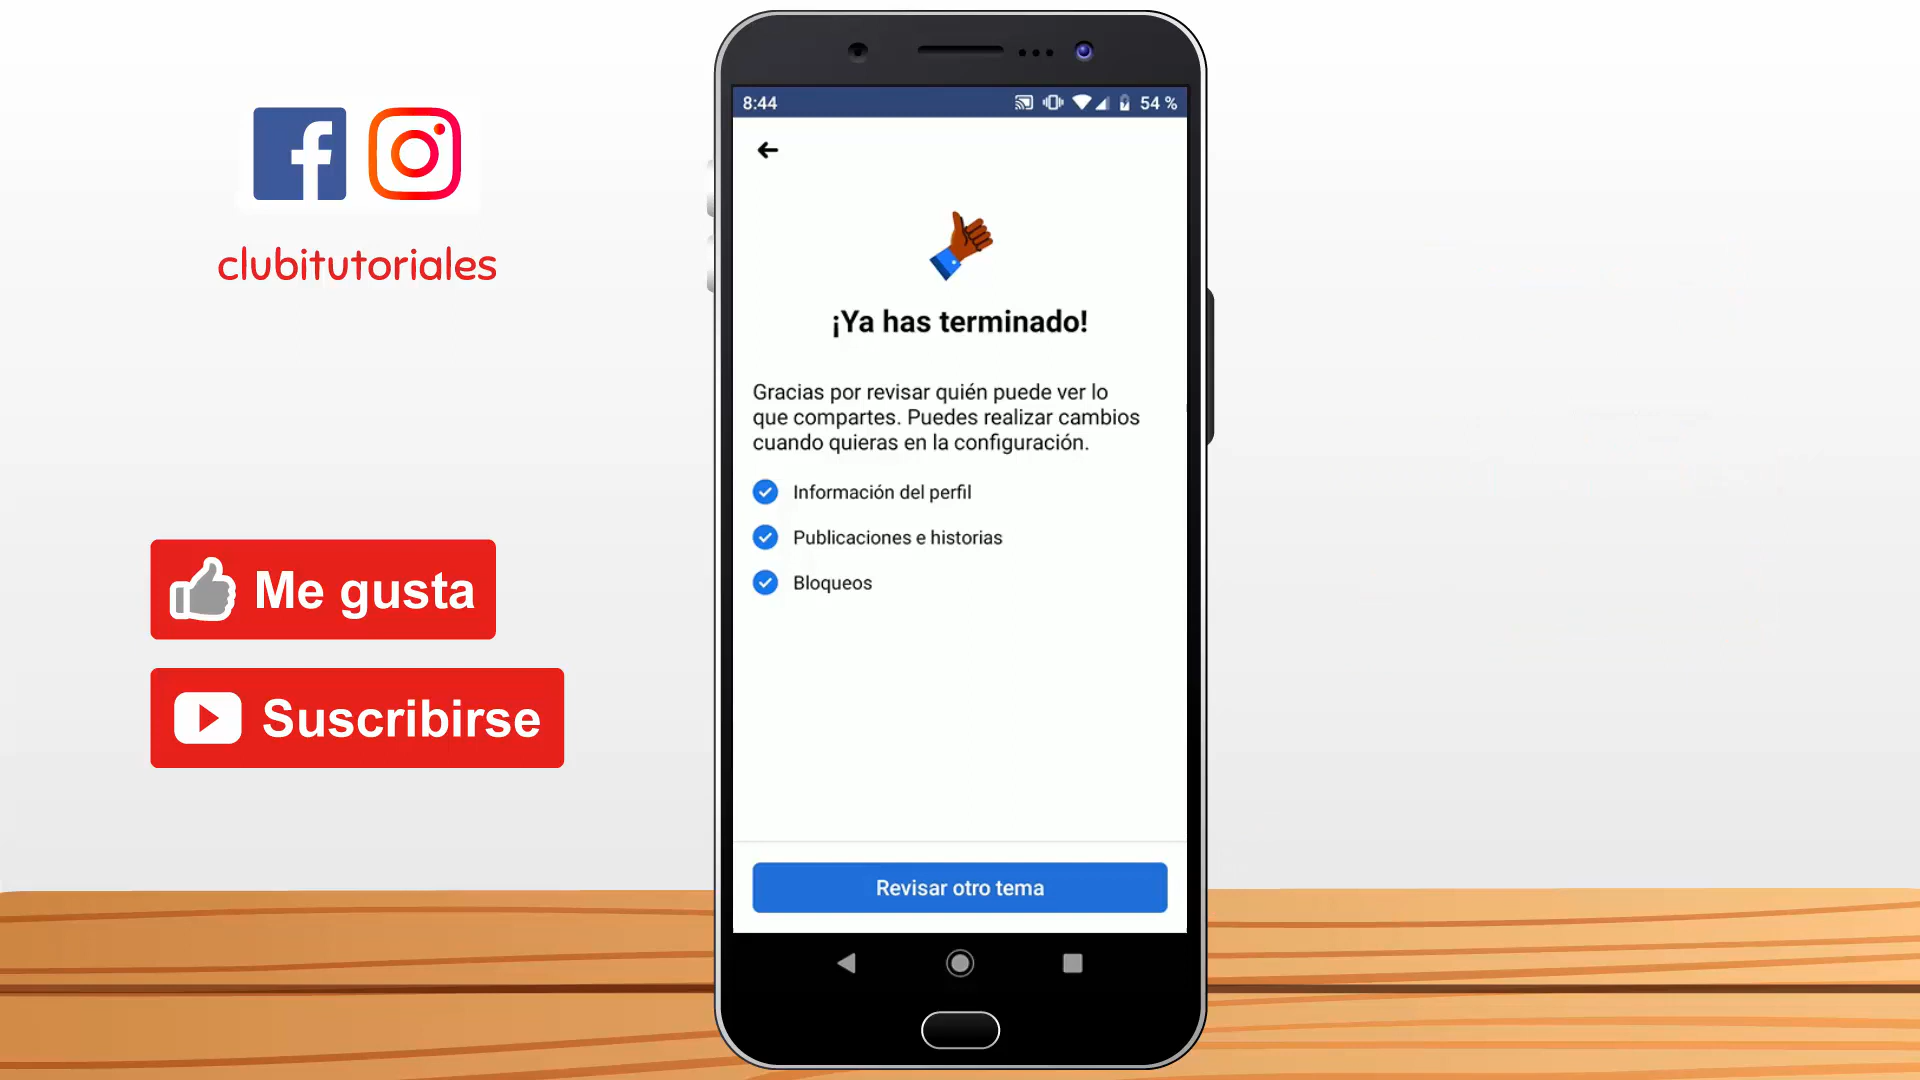 clubitutoriales
Me gusta
Suscribirse
8:44
54 %
¡Ya has terminado!
Gracias por revisar quién puede ver lo
que compartes. Puedes realizar cambios
cuando quieras en la configuración.
Información del perfil
Publicaciones e historias
Bloqueos
Revisar otro tema